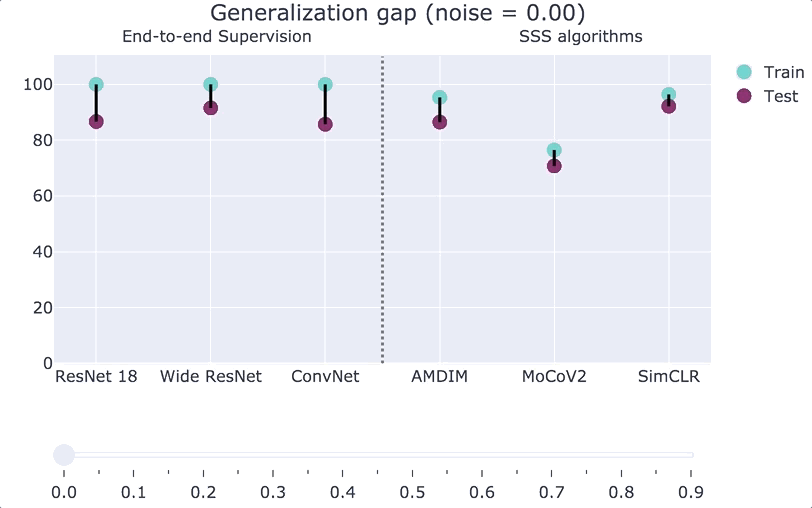 Generalization gap (noise = 0.00)
End-to-end Supervision
SSS algorithms
Train
Test
100
80
60
40
20
0
ResNet 18 Wide ResNet ConvNet AMDIM MoCoV2 SimCLR
0.0 0.1 0.2 0.3 0.4 0.5 0.6 0.7 0.8 0.9